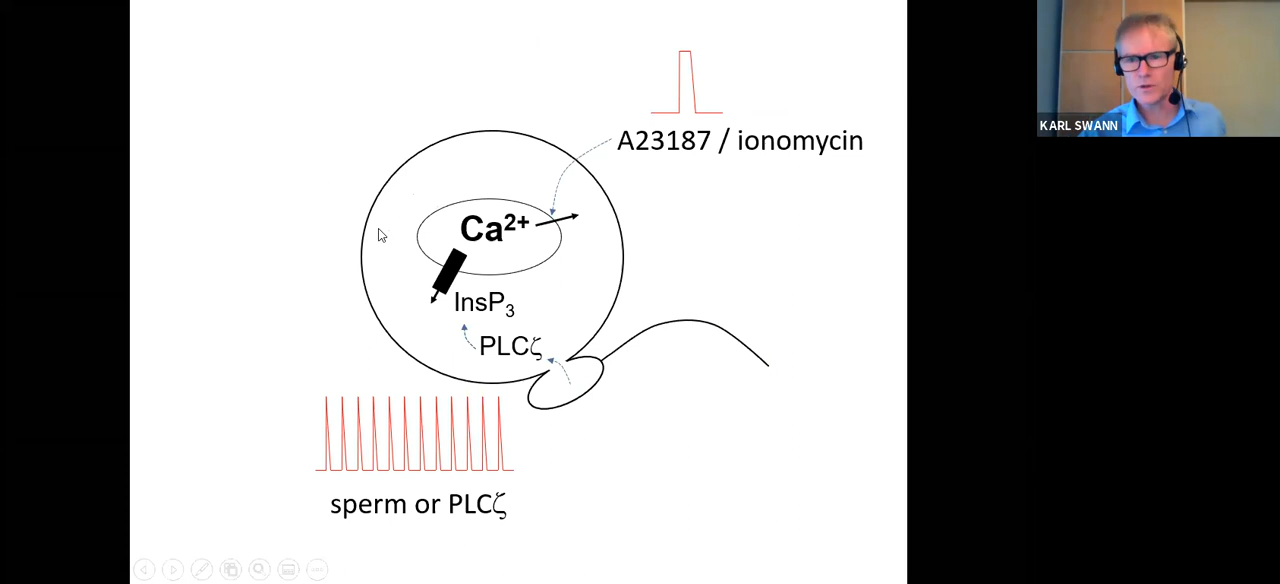 KARL SWANN
A23187 / ionomycin
Ca²⁺
InsP₃
PLCζ
sperm or PLCζ